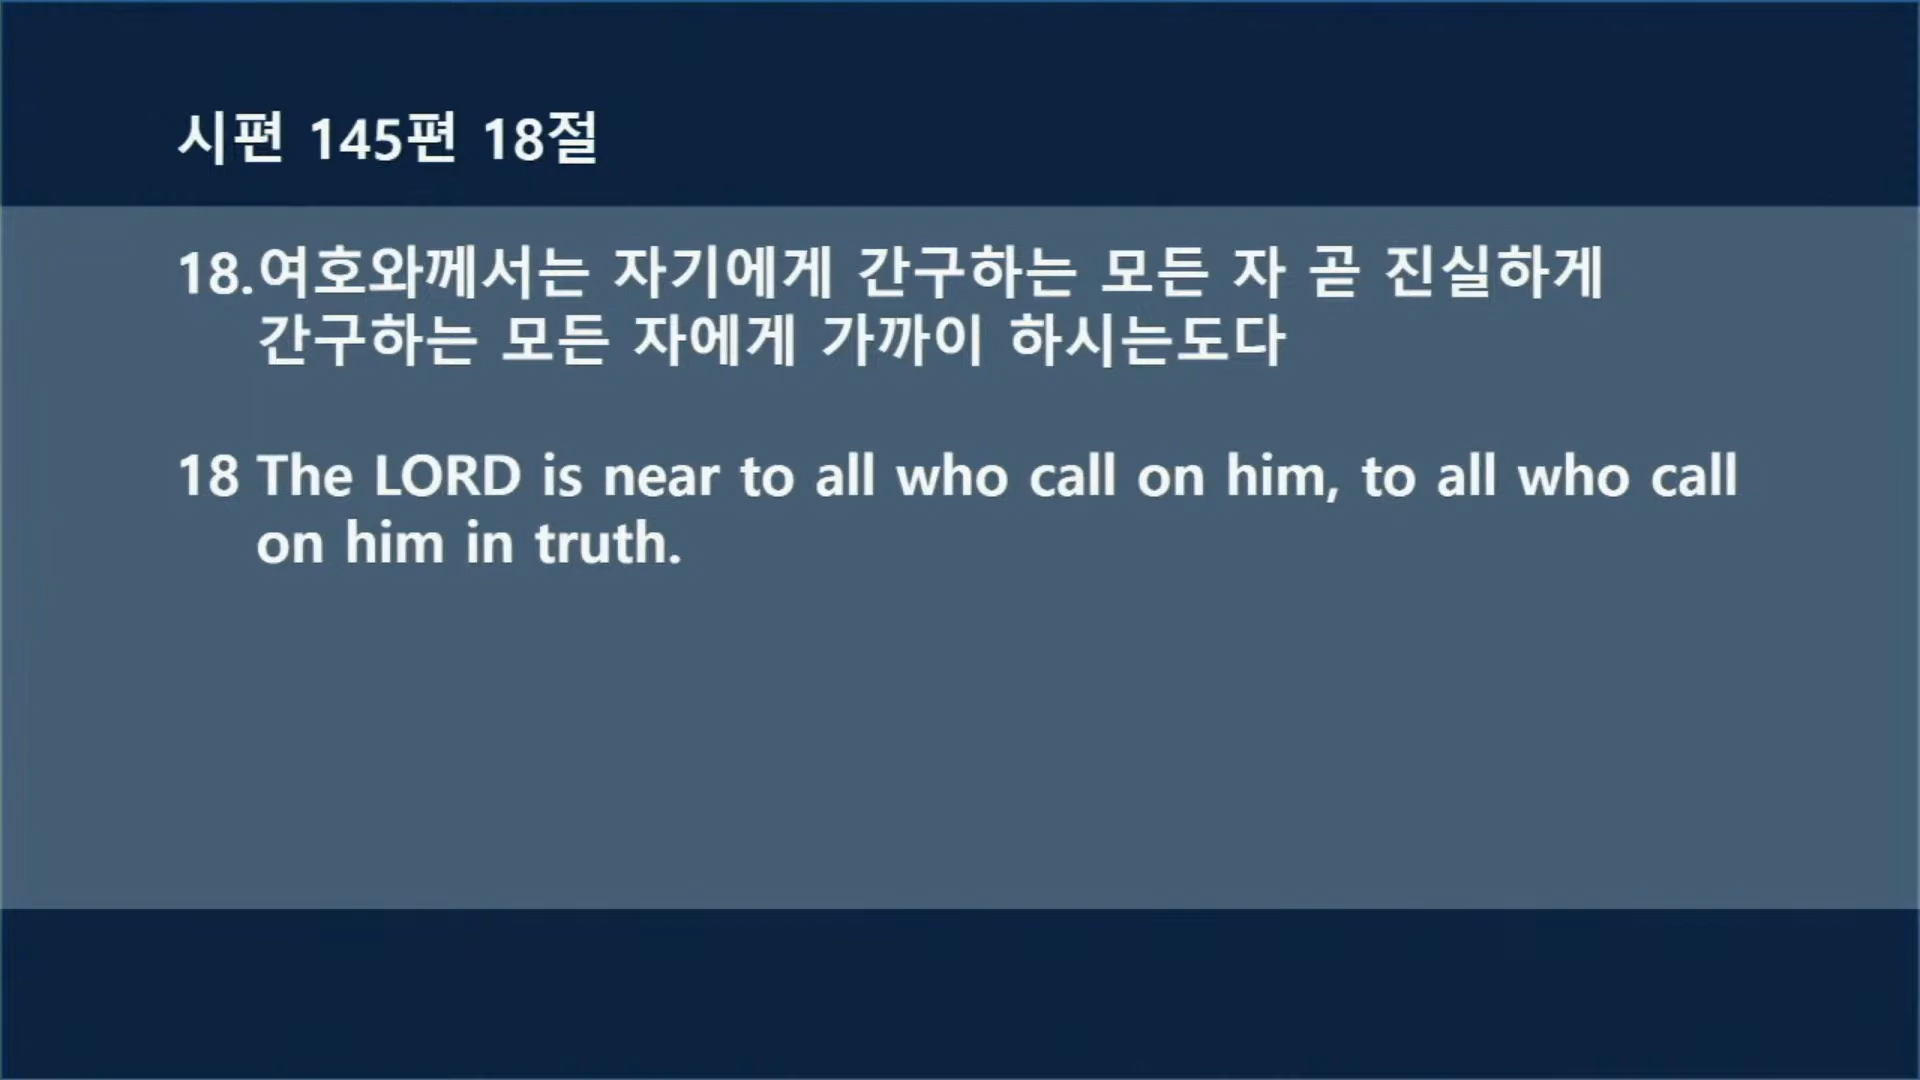 시편 145편 18절
18.여호와께서는 자기에게 간구하는 모든 자 곧 진실하게
간구하는 모든 자에게 가까이 하시는도다
18 The LORD is near to all who call on him, to all who call
on him in truth.